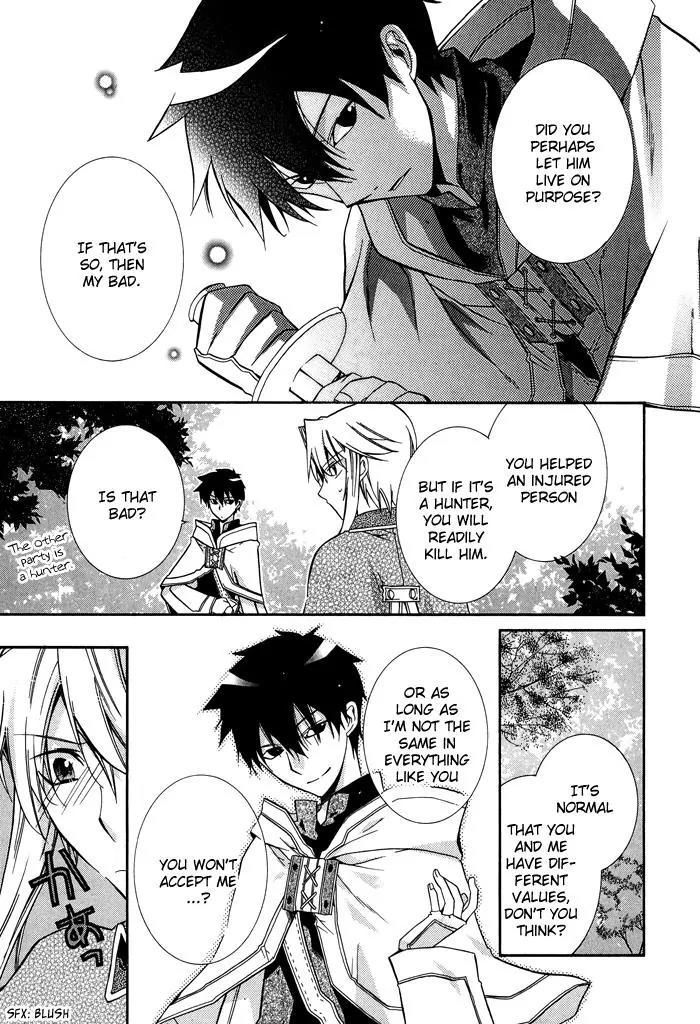 DID YOU
PERHAPS
LET HIM
LIVE ON
PURPOSE?
IF THAT'S
SO, THEN
MY BAD.
YOU HELPED
AN INJURED
PERSON
BUT IF IT'S
A HUNTER,
YOU WILL
READILY
KILL HIM.
IS THAT
BAD?
The other
party is
a hunter.
IT'S
NORMAL
THAT YOU
AND ME
HAVE DIF-
FERENT
VALUES,
DON'T YOU
THINK?
OR AS
LONG AS
I'M NOT THE
SAME IN
EVERYTHING
LIKE YOU
YOU WON'T
ACCEPT ME
...?
かあっ
SFX: BLUSH